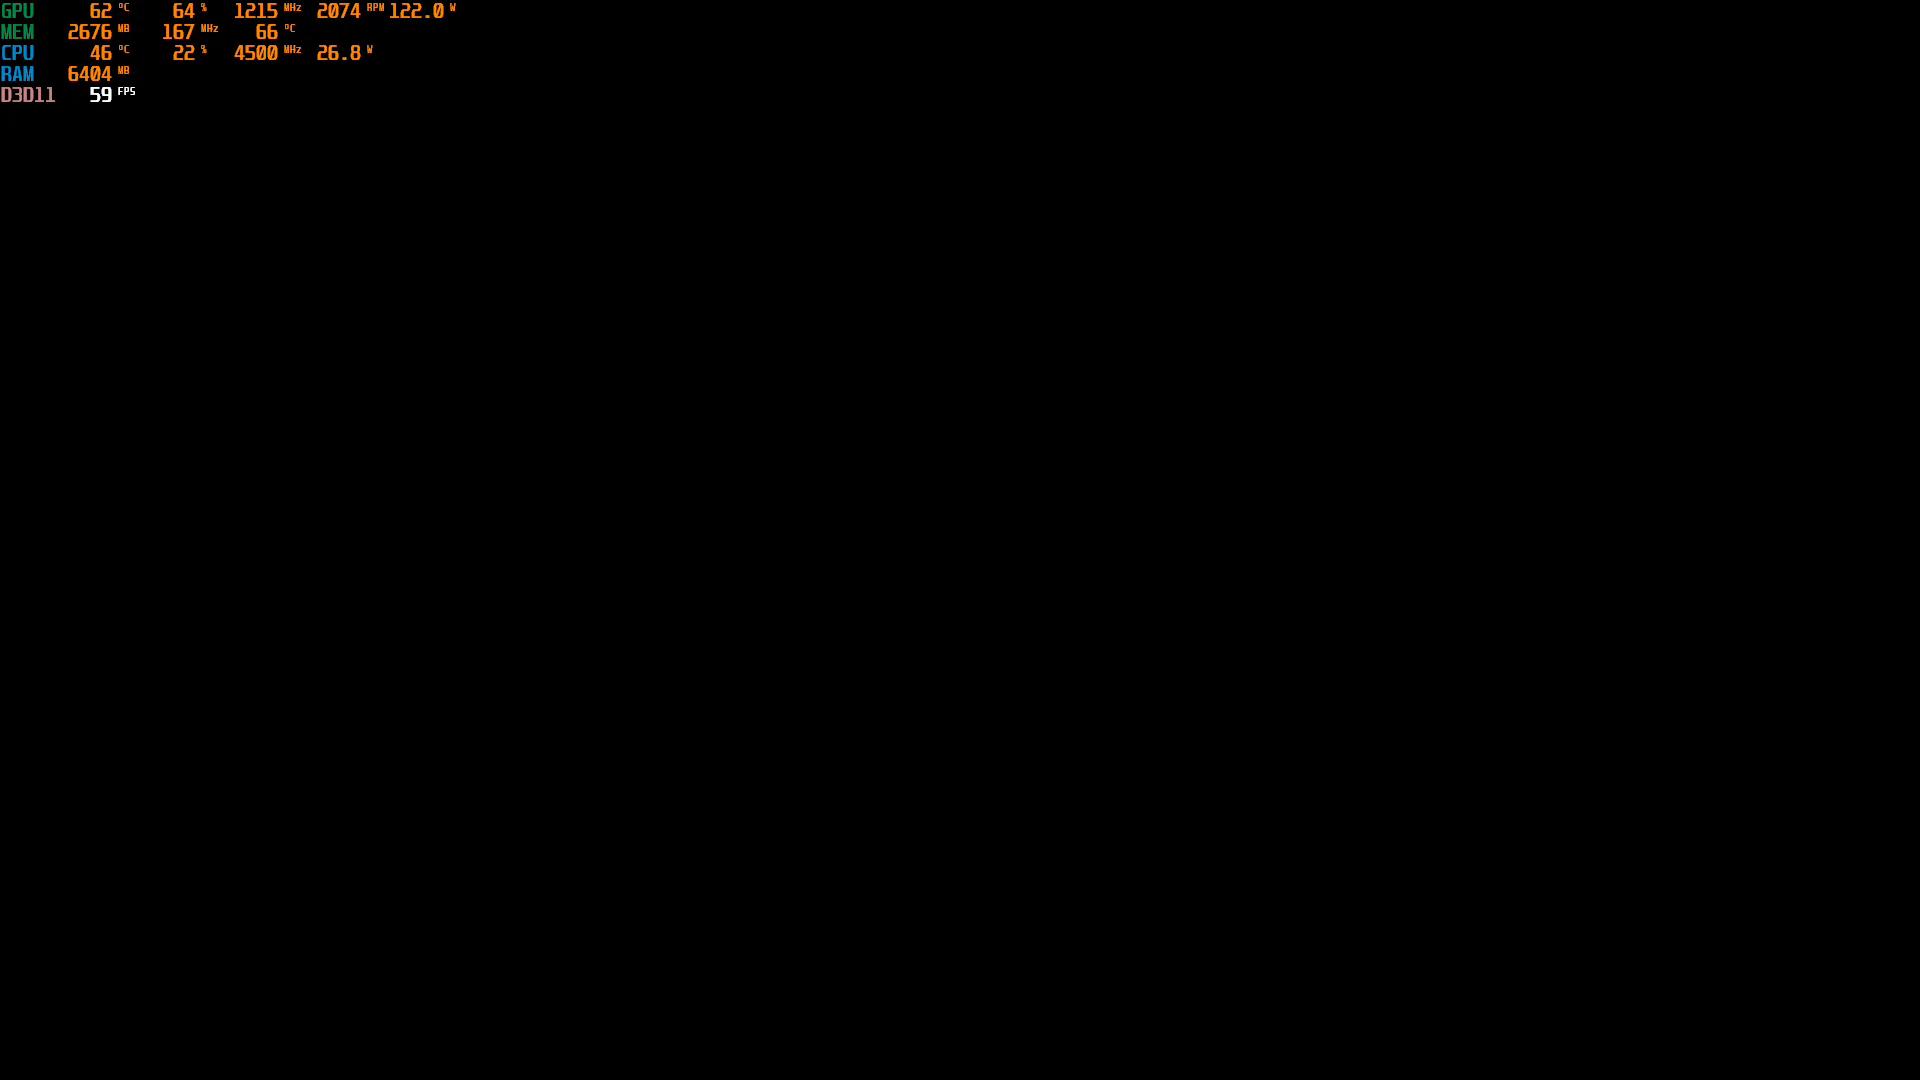 GPU 62 °C 64 % 1215 MHz 2074 RPM 122.0 W
MEM 2676 MB 167 MHz 66 °C
CPU 46 °C 22 % 4500 MHz 26.8 W
RAM 6404 MB
D3D11 59 FPS